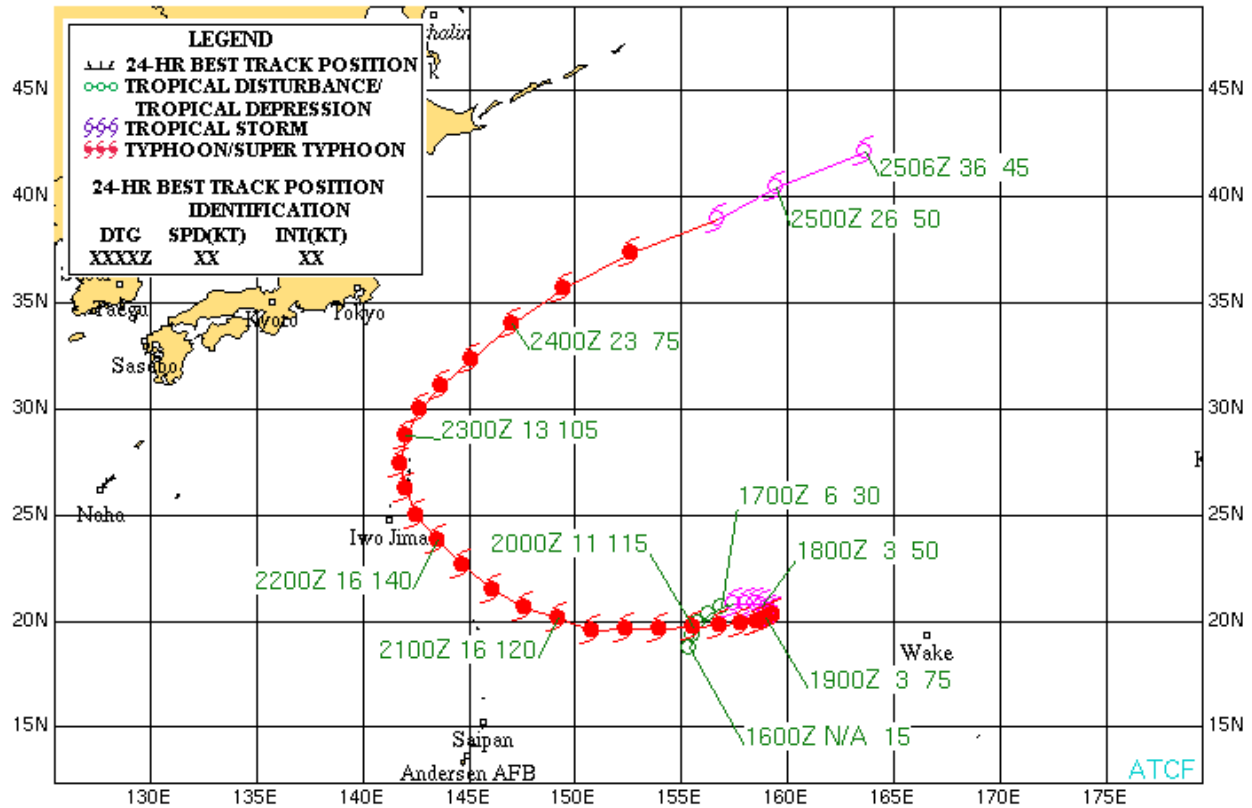 LEGEND
24-HR BEST TRACK POSITION
TROPICAL DISTURBANCE/
TROPICAL DEPRESSION
TROPICAL STORM
TYPHOON/SUPER TYPHOON
24-HR BEST TRACK POSITION
IDENTIFICATION
DTG SPD(KT) INT(KT)
XXXXZ XX XX
45N 45N
2506Z 36 45
40N 40N
2500Z 26 50
35N 35N
Taegu Kyoto Tokyo
2400Z 23 75
Sasebo
30N 30N
2300Z 13 105
Naha
25N 25N
Iwo Jima
1700Z 6 30
2000Z 11 115
1800Z 3 50
2200Z 16 140
20N 20N
2100Z 16 120
Wake
1900Z 3 75
15N 15N
1600Z N/A 15
Saipan
Andersen AFB
ATCF
130E 135E 140E 145E 150E 155E 160E 165E 170E 175E